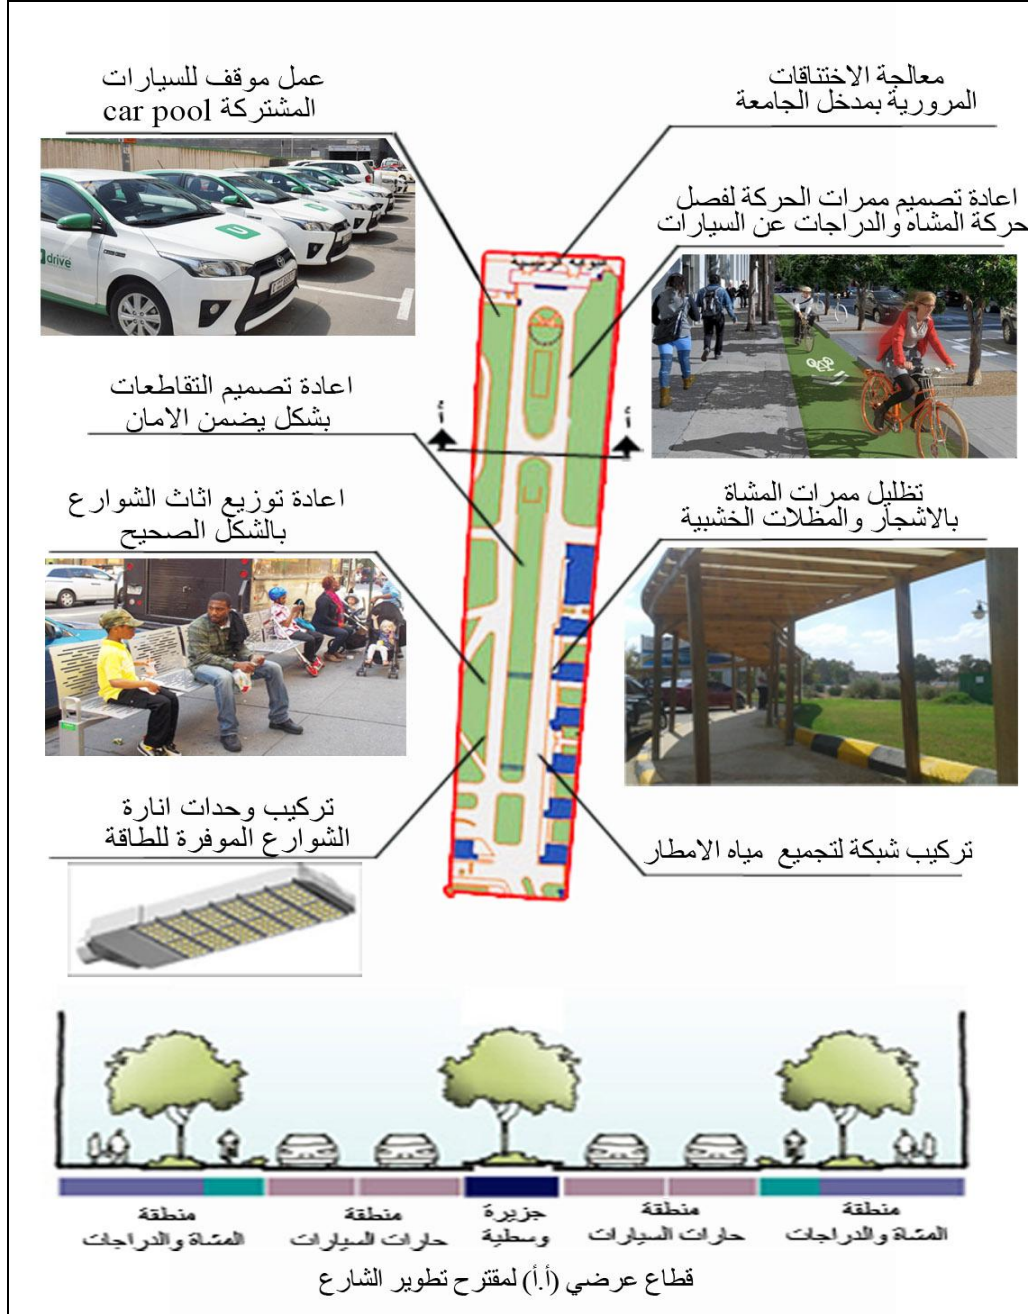 عمل موقف للسيارات
المشتركة car pool
معالجة الاختناقات
المرورية بمدخل الجامعة
اعادة تصميم ممرات الحركة لفصل
حركة المشاه والدراجات عن السيارات
drive
اعادة تصميم التقاطعات
بشكل يضمن الامان
أ
أ
اعادة توزيع اثاث الشوارع
بالشكل الصحيح
تظليل ممرات المشاة
بالاشجار والمظلات الخشبية
تركيب وحدات انارة
الشوارع الموفرة للطاقة
تركيب شبكة لتجميع مياه الامطار
منطقة
المشاة والدراجات
منطقة
حارات السيارات
جزيرة
وسطية
منطقة
حارات السيارات
منطقة
المشاة والدراجات
قطاع عرضي (أ.أ) لمقترح تطوير الشارع